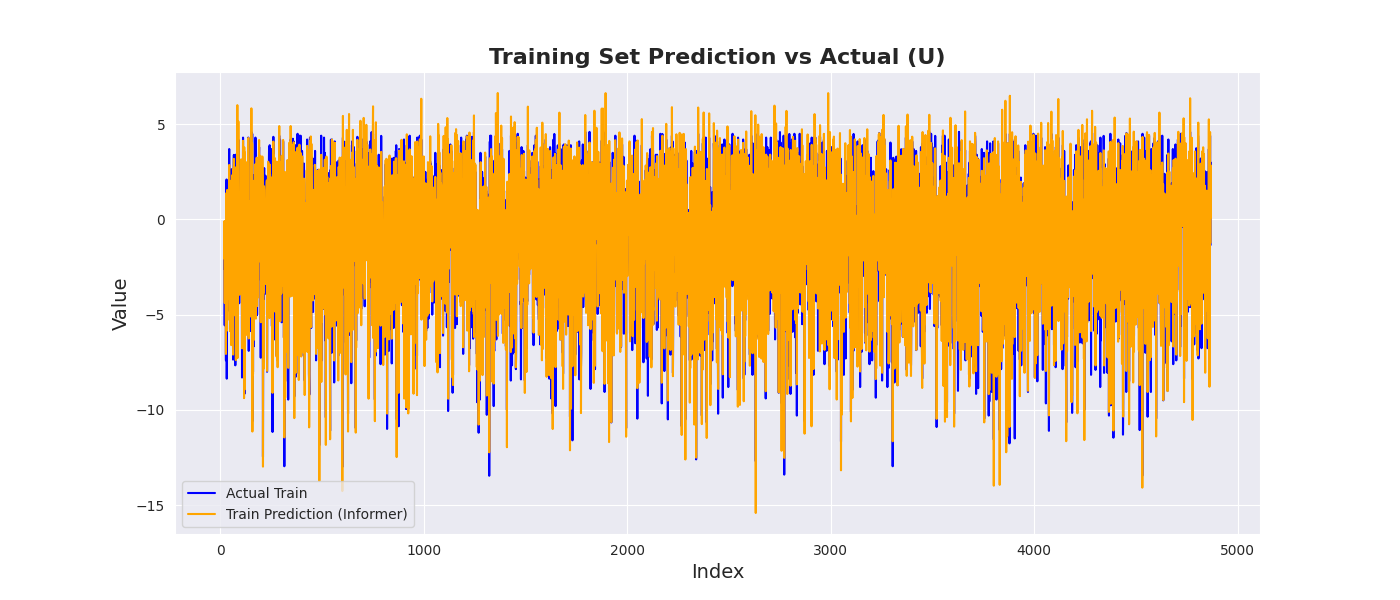 Training Set Prediction vs Actual (U)
Value
5
0
−5
−10
−15
Actual Train
Train Prediction (Informer)
0
1000
2000
3000
4000
5000
Index